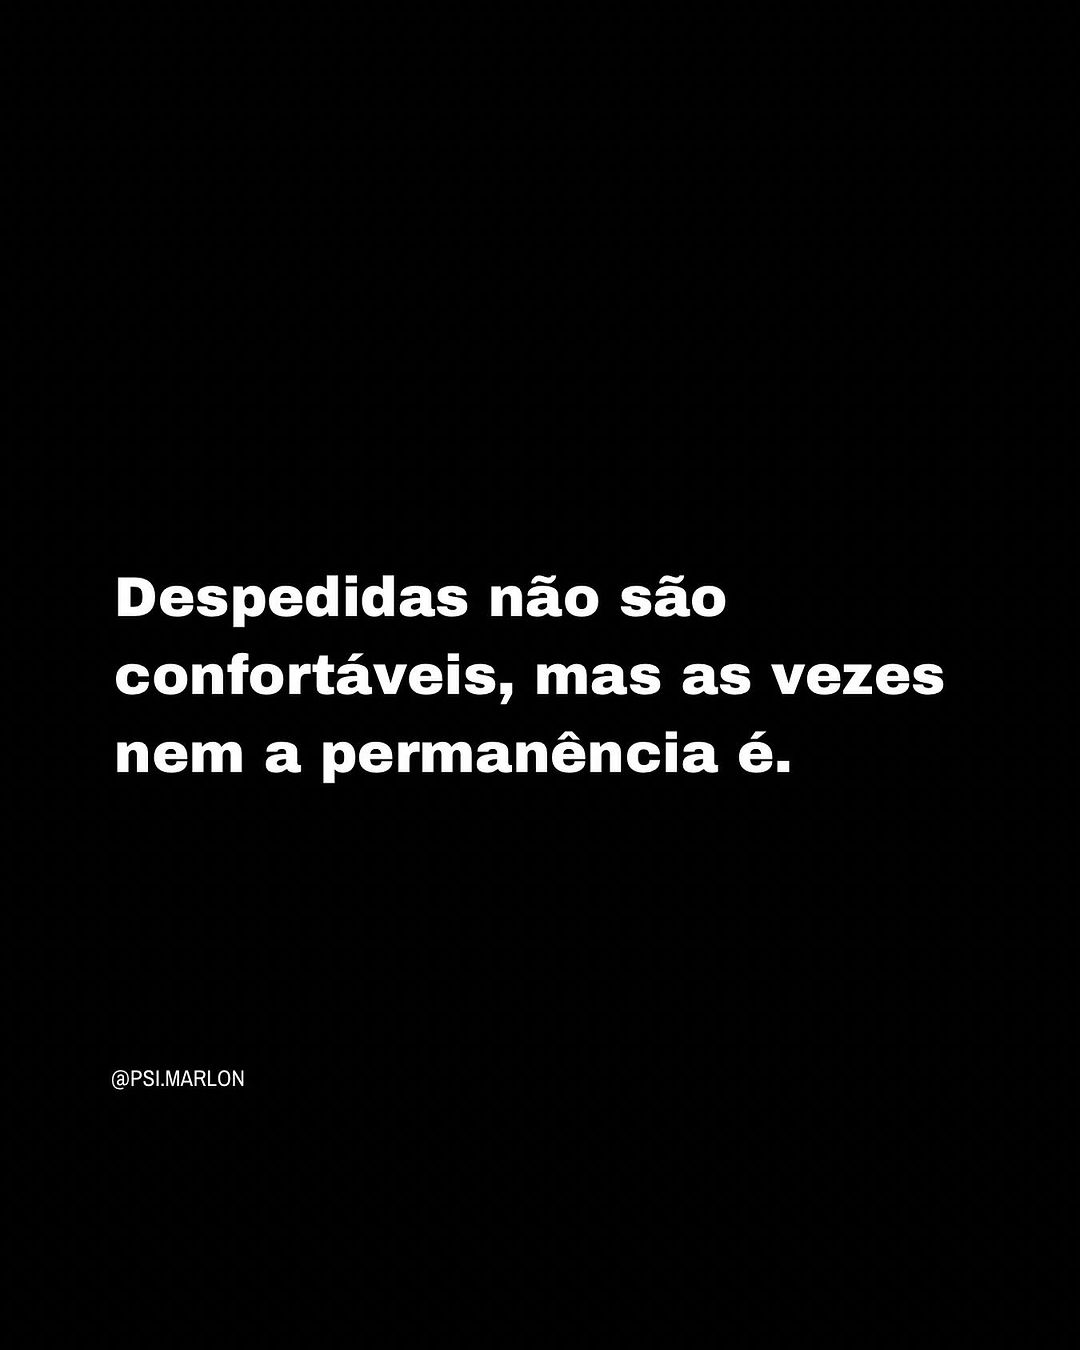 Despedidas não são
confortáveis, mas as vezes
nem a permanência é.
@PSI.MARLON